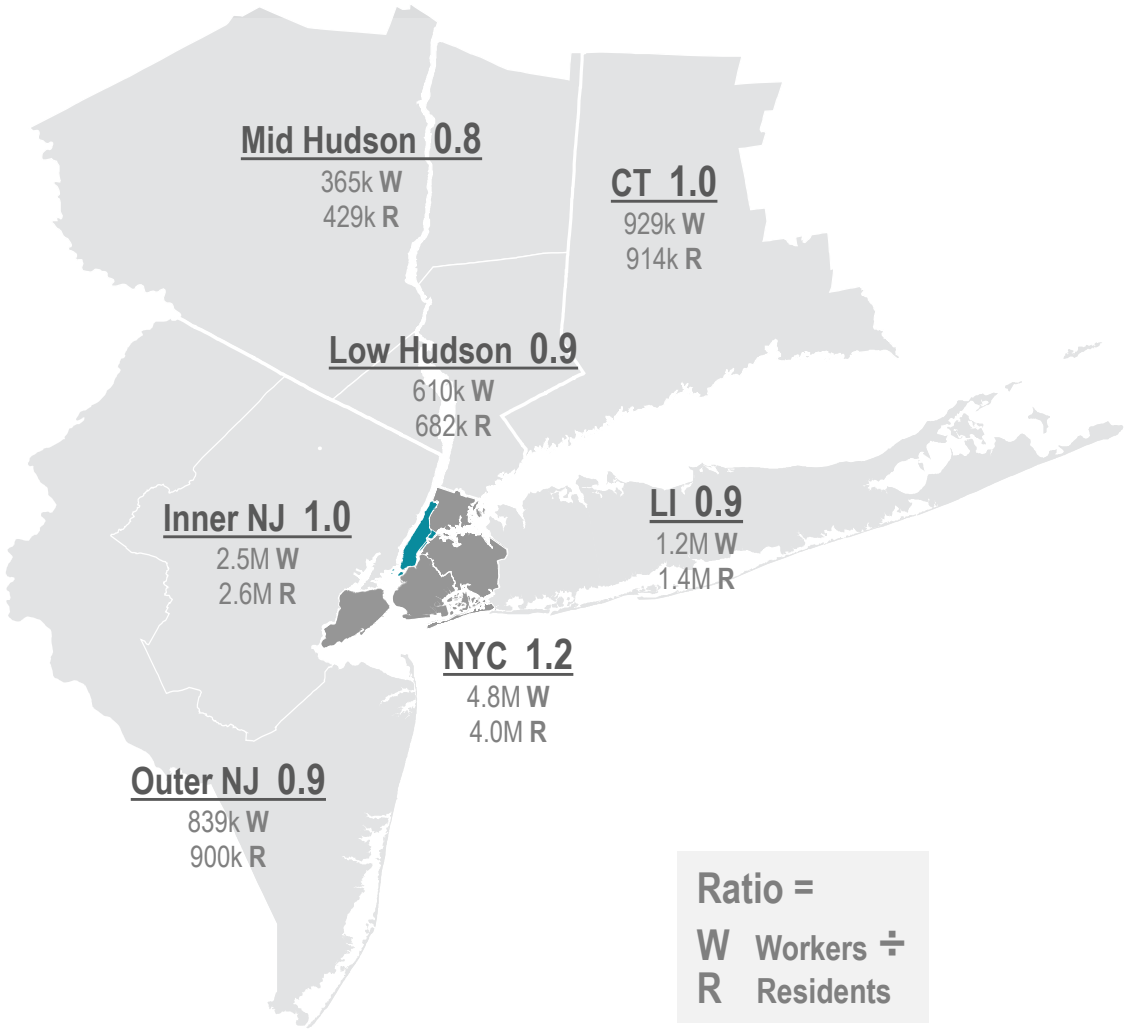 Mid Hudson 0.8
365k W
429k R
CT 1.0
929k W
914k R
Low Hudson 0.9
610k W
682k R
Inner NJ 1.0
2.5M W
2.6M R
LI 0.9
1.2M W
1.4M R
NYC 1.2
4.8M W
4.0M R
Outer NJ 0.9
839k W
900k R
Ratio =
W Workers ÷
R Residents